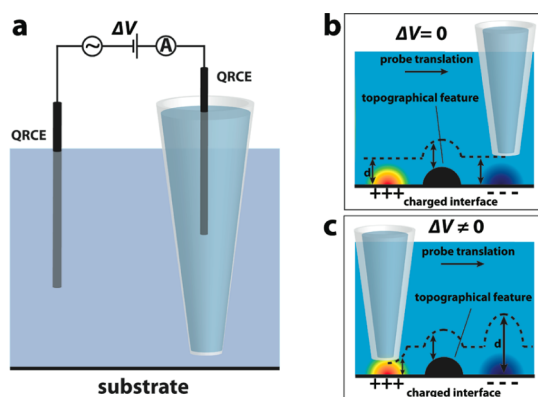 a
ΔV
A
QRCE
QRCE
substrate
b
ΔV= 0
probe translation
topographical feature
d
+++
- - -
charged interface
c
ΔV ≠ 0
probe translation
topographical feature
d
+++
- - -
charged interface